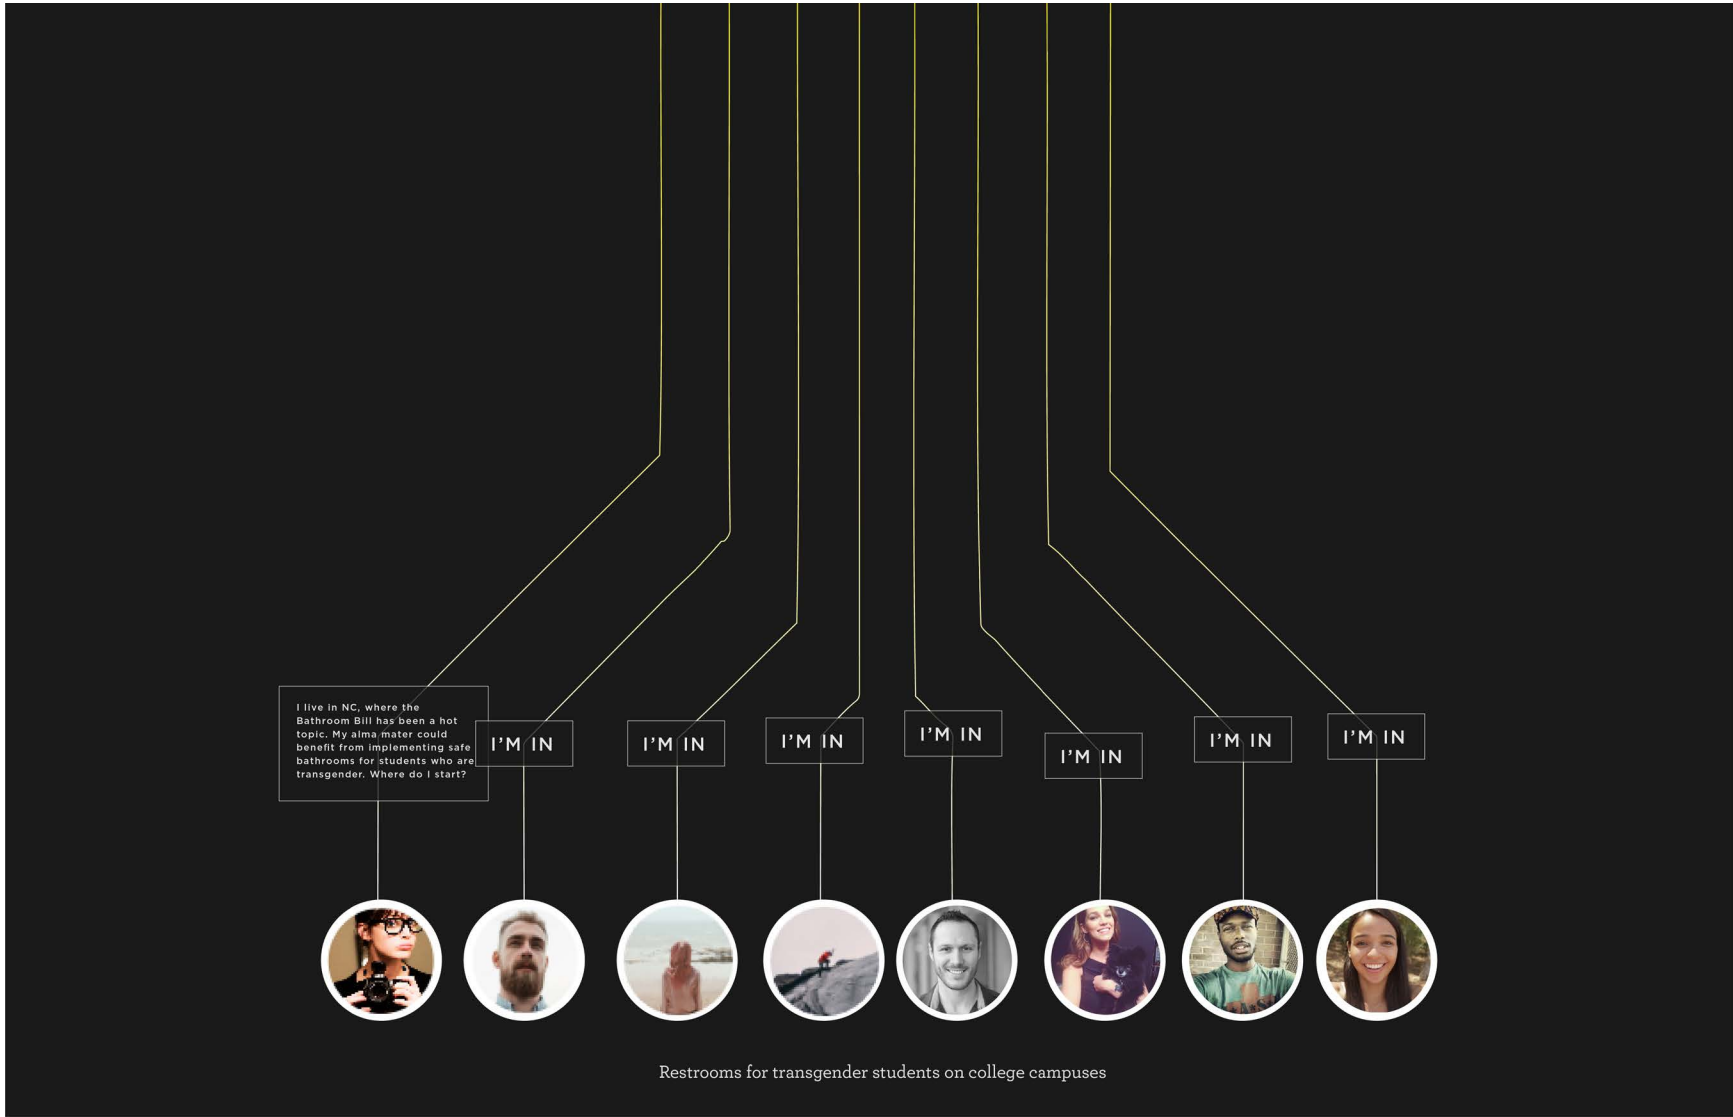 I live in NC, where the
Bathroom Bill has been a hot
topic. My alma mater could
benefit from implementing safe
bathrooms for students who are
transgender. Where do I start?
I’M IN
I’M IN
I’M IN
I’M IN
I’M IN
I’M IN
I’M IN
Restrooms for transgender students on college campuses